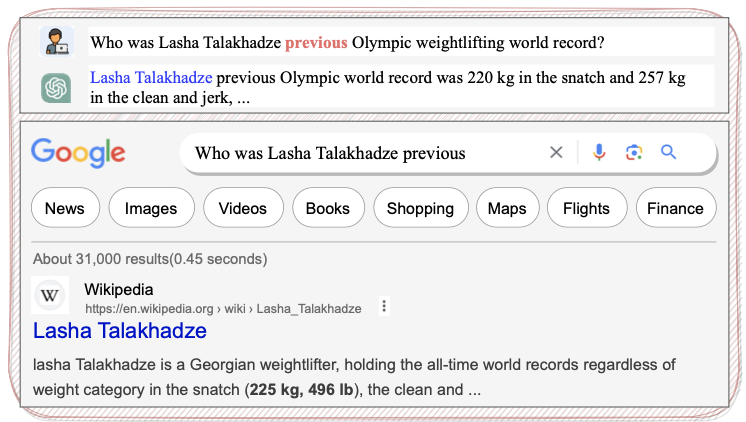 Who was Lasha Talakhadze previous Olympic weightlifting world record?
Lasha Talakhadze previous Olympic world record was 220 kg in the snatch and 257 kg
in the clean and jerk, ...
Google
Who was Lasha Talakhadze previous
News Images Videos Books Shopping Maps Flights Finance
About 31,000 results(0.45 seconds)
W
Wikipedia
https://en.wikipedia.org › wiki › Lasha_Talakhadze
Lasha Talakhadze
lasha Talakhadze is a Georgian weightlifter, holding the all-time world records regardless of
weight category in the snatch (225 kg, 496 lb), the clean and ...